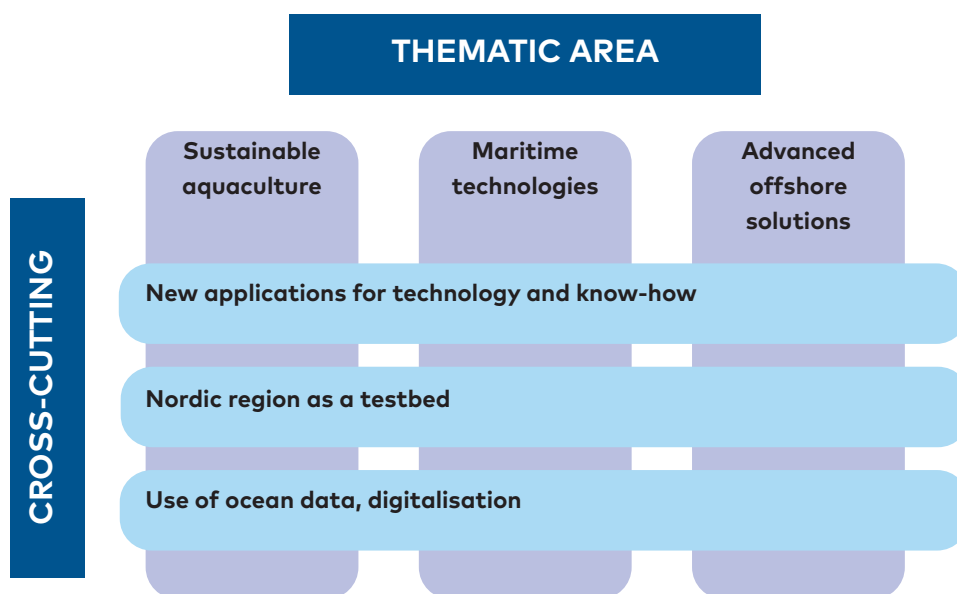 THEMATIC AREA
Sustainable
aquaculture
Maritime
technologies
Advanced
offshore
solutions
CROSS-CUTTING
New applications for technology and know-how
Nordic region as a testbed
Use of ocean data, digitalisation